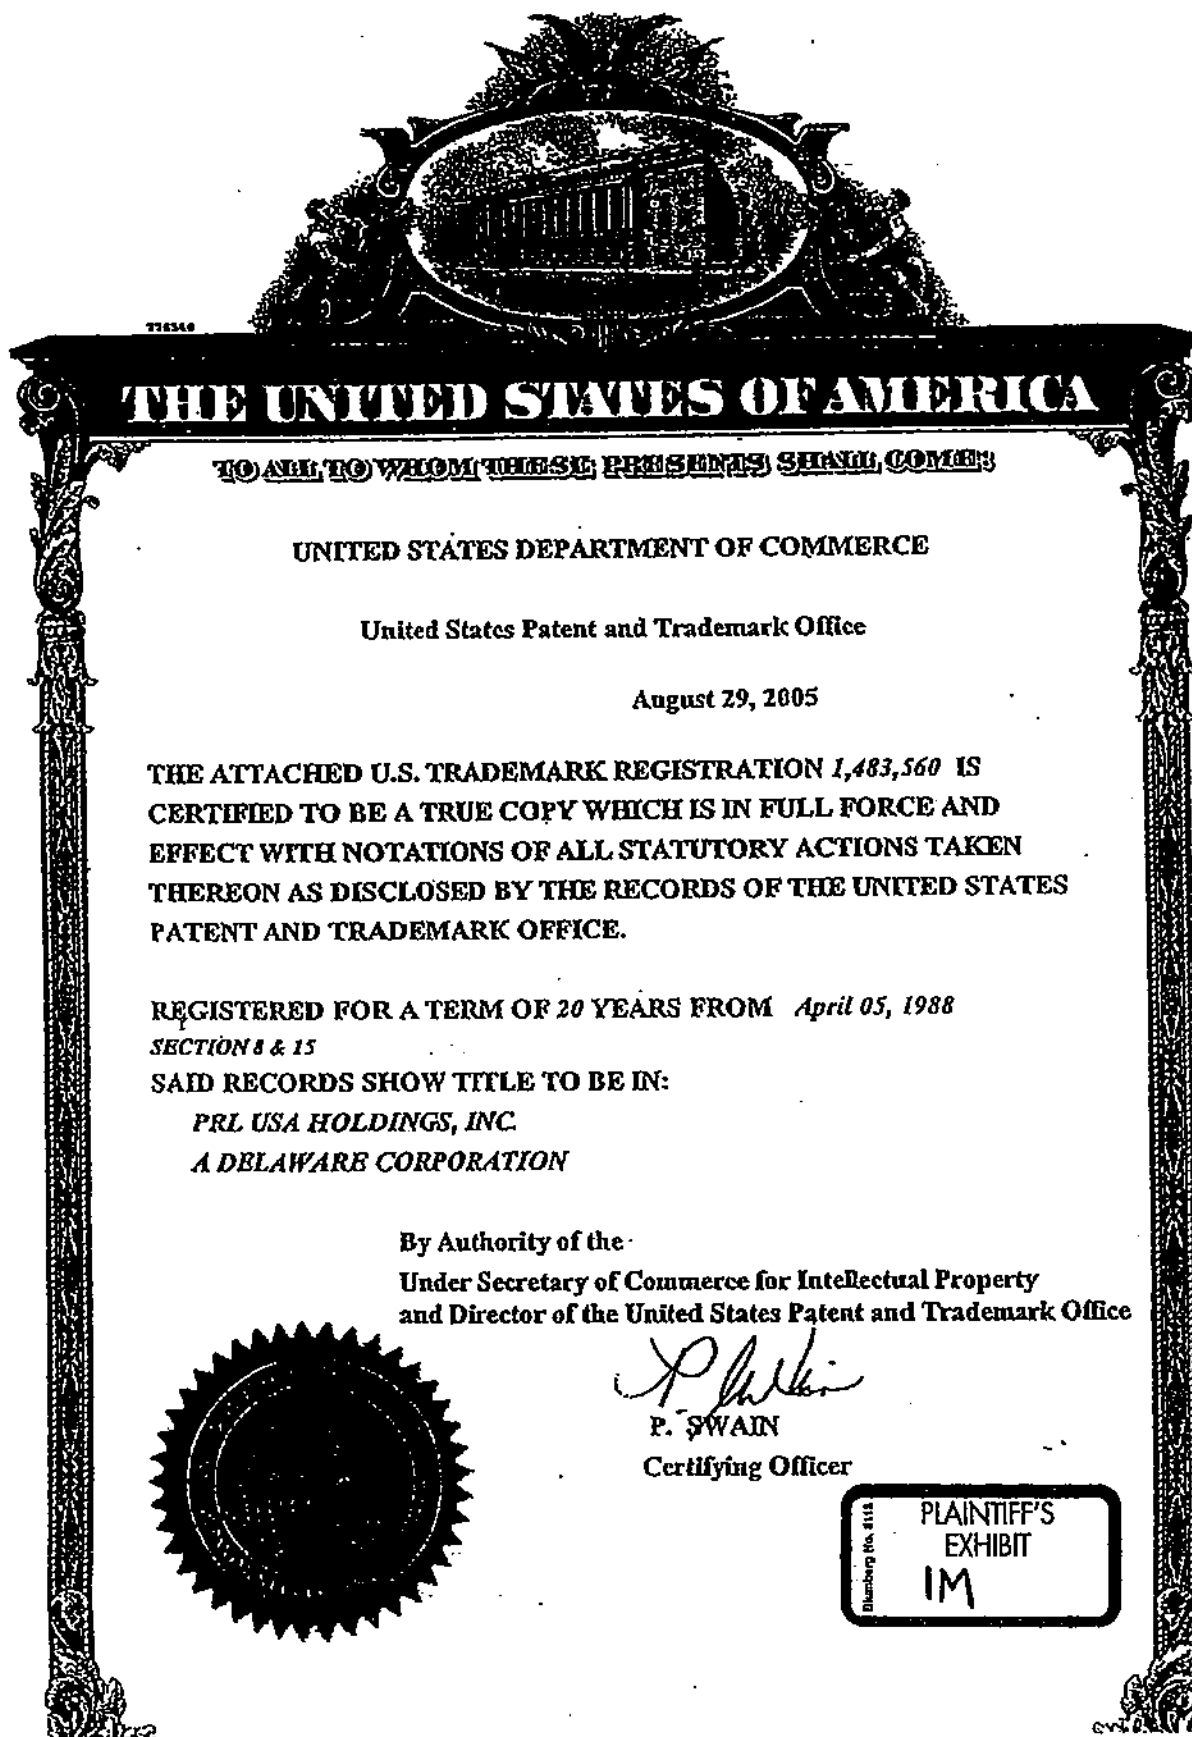 THE UNITED STATES OF AMERICA
TO ALL TO WHOM THESE PRESENTS SHALL COME:
UNITED STATES DEPARTMENT OF COMMERCE
United States Patent and Trademark Office
August 29, 2005
THE ATTACHED U.S. TRADEMARK REGISTRATION 1,483,560 IS
CERTIFIED TO BE A TRUE COPY WHICH IS IN FULL FORCE AND
EFFECT WITH NOTATIONS OF ALL STATUTORY ACTIONS TAKEN
THEREON AS DISCLOSED BY THE RECORDS OF THE UNITED STATES
PATENT AND TRADEMARK OFFICE.
REGISTERED FOR A TERM OF 20 YEARS FROM April 05, 1988
SECTION 8 & 15
SAID RECORDS SHOW TITLE TO BE IN:
PRL USA HOLDINGS, INC.
A DELAWARE CORPORATION
By Authority of the
Under Secretary of Commerce for Intellectual Property
and Director of the United States Patent and Trademark Office
P. Swain
P. SWAIN
Certifying Officer
PLAINTIFF'S
EXHIBIT
1M
Blumberg No. 5118